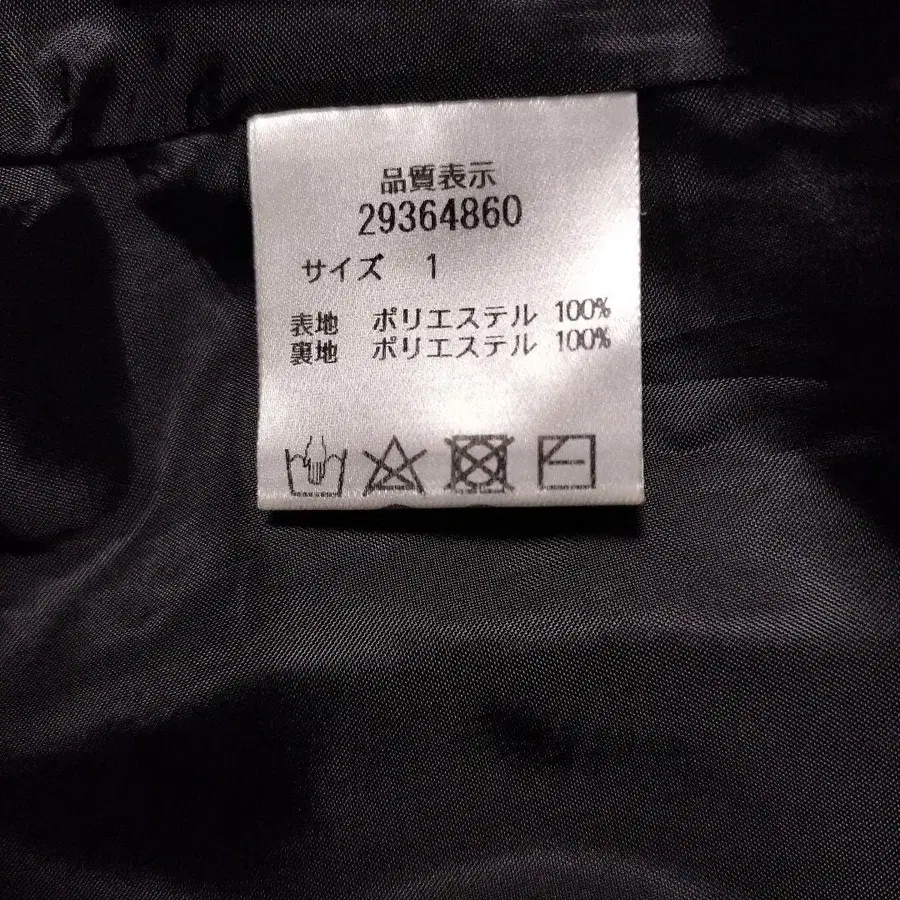 品質表示
29364860
サイズ 1
表地 ポリエステル 100%
裏地 ポリエステル 100%